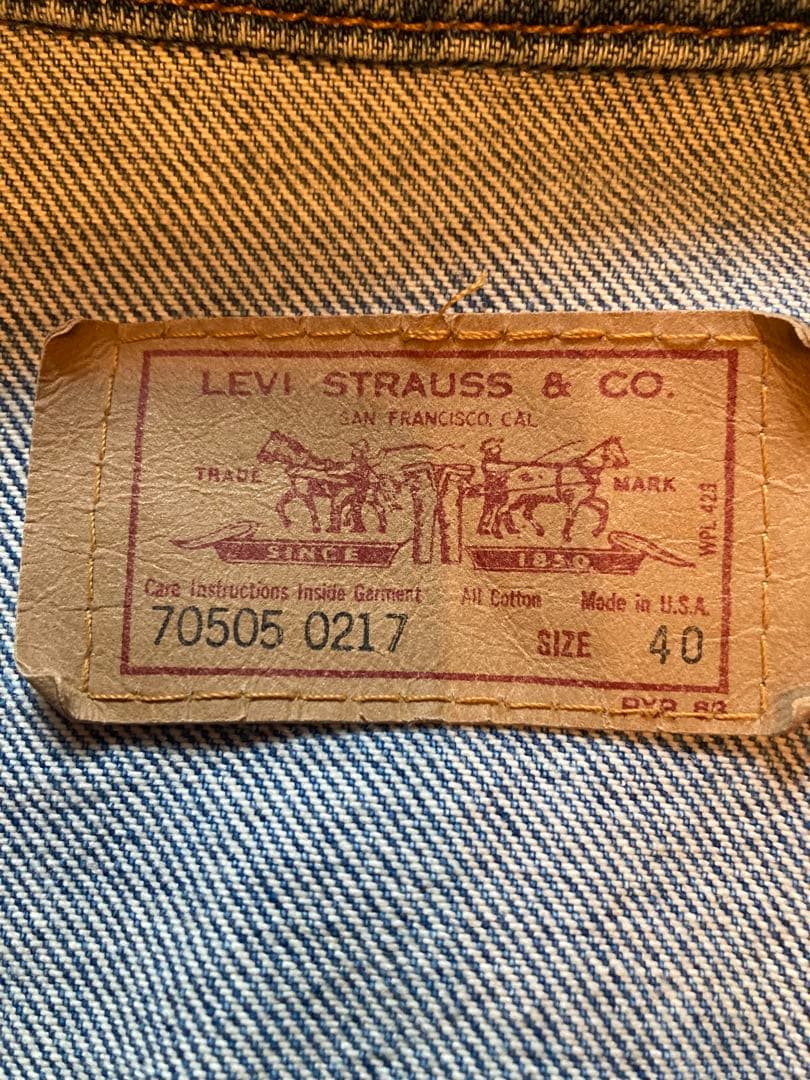 LEVI STRAUSS & CO.
SAN FRANCISCO, CAL
TRADE MARK
WPL 423
SINCE 1850
Care Instructions Inside Garment All Cotton Made in U.S.A.
70505 0217 SIZE 40